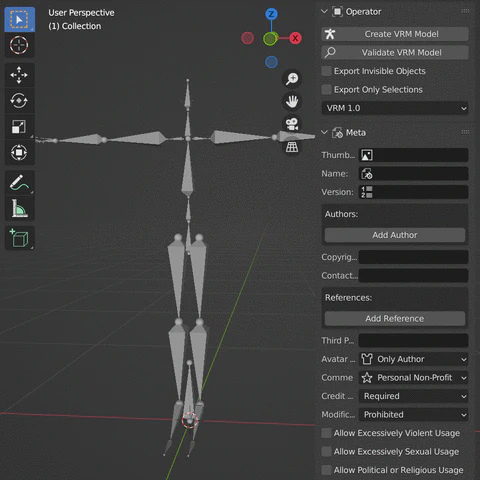 User Perspective
(1) Collection
Z
X
Operator
Create VRM Model
Validate VRM Model
Export Invisible Objects
Export Only Selections
VRM 1.0
Meta
Thumb...
Name:
Version:
Authors:
Add Author
Copyrig...
Contact...
References:
Add Reference
Third P...
Avatar ...
Only Author
Comme
Personal Non-Profit
Credit ...
Required
Modific...
Prohibited
Allow Excessively Violent Usage
Allow Excessively Sexual Usage
Allow Political or Religious Usage